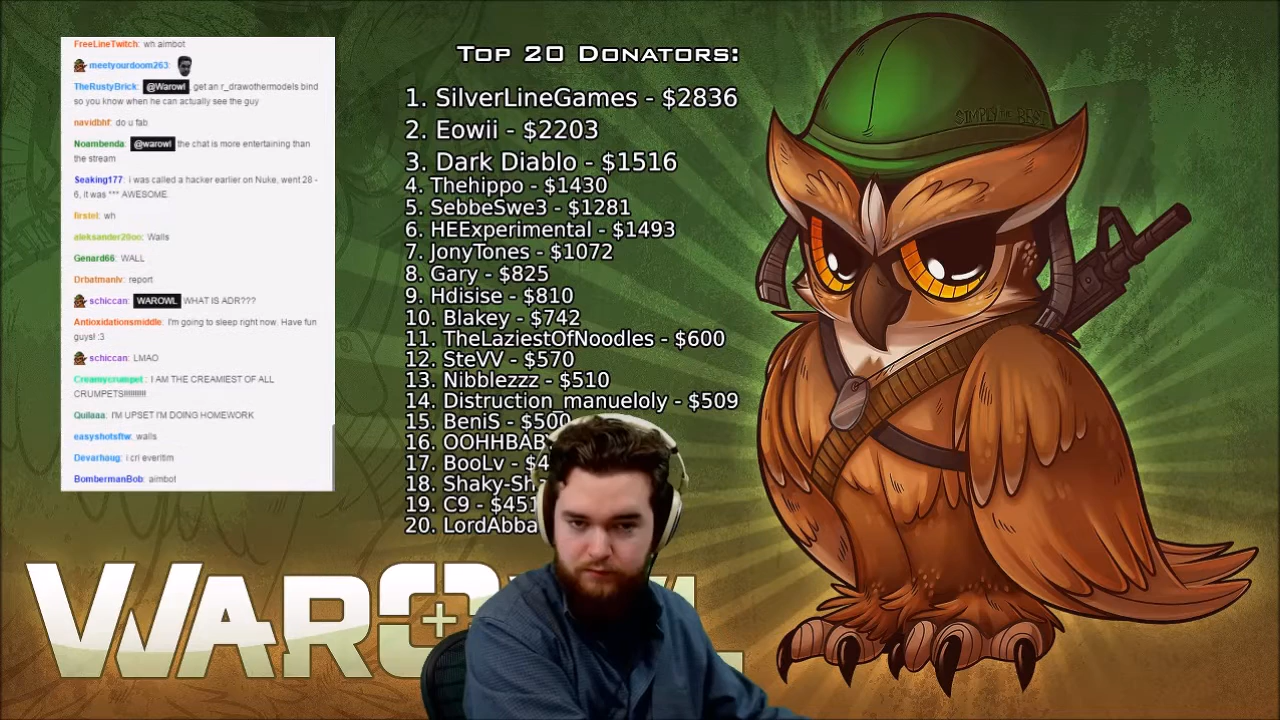 FreeLineTwitch: wh aimbot
meetyourdoom263:
TheRustyBrick: @Warowl, get an r_drawothermodels bind
so you know when he can actually see the guy
navidbhf: do u fab
Noambenda: @warowl the chat is more entertaining than
the stream
Seaking177: i was called a hacker earlier on Nuke, went 28 -
6, it was *** AWESOME.
firstel: wh
aleksander20oo: Walls
Genard66: WALL
Drbatmanlv: report
schiccan: WAROWL WHAT IS ADR???
Antioxidationsmiddle: I'm going to sleep right now. Have fun
guys! :3
schiccan: LMAO
Creamycrumpet: I AM THE CREAMIEST OF ALL
CRUMPETS!!!!!!!!!!
Quilaaa: I'M UPSET I'M DOING HOMEWORK
easyshotsftw: walls
Devarhaug: i cri everitim
BombermanBob: aimbot
Top 20 Donators:
1. SilverLineGames - $2836
2. Eowii - $2203
3. Dark Diablo - $1516
4. Thehippo - $1430
5. SebbeSwe3 - $1281
6. HEExperimental - $1493
7. JonyTones - $1072
8. Gary - $825
9. Hdisise - $810
10. Blakey - $742
11. TheLaziestOfNoodles - $600
12. SteVV - $570
13. Nibblezzz - $510
14. Distruction_manueloly - $509
15. BeniS - $500
16. OOHHBAB
17. BooLv - $4
18. Shaky-Sh
19. C9 - $451
20. LordAbba
SIMPLY THE BEST
WAROWL